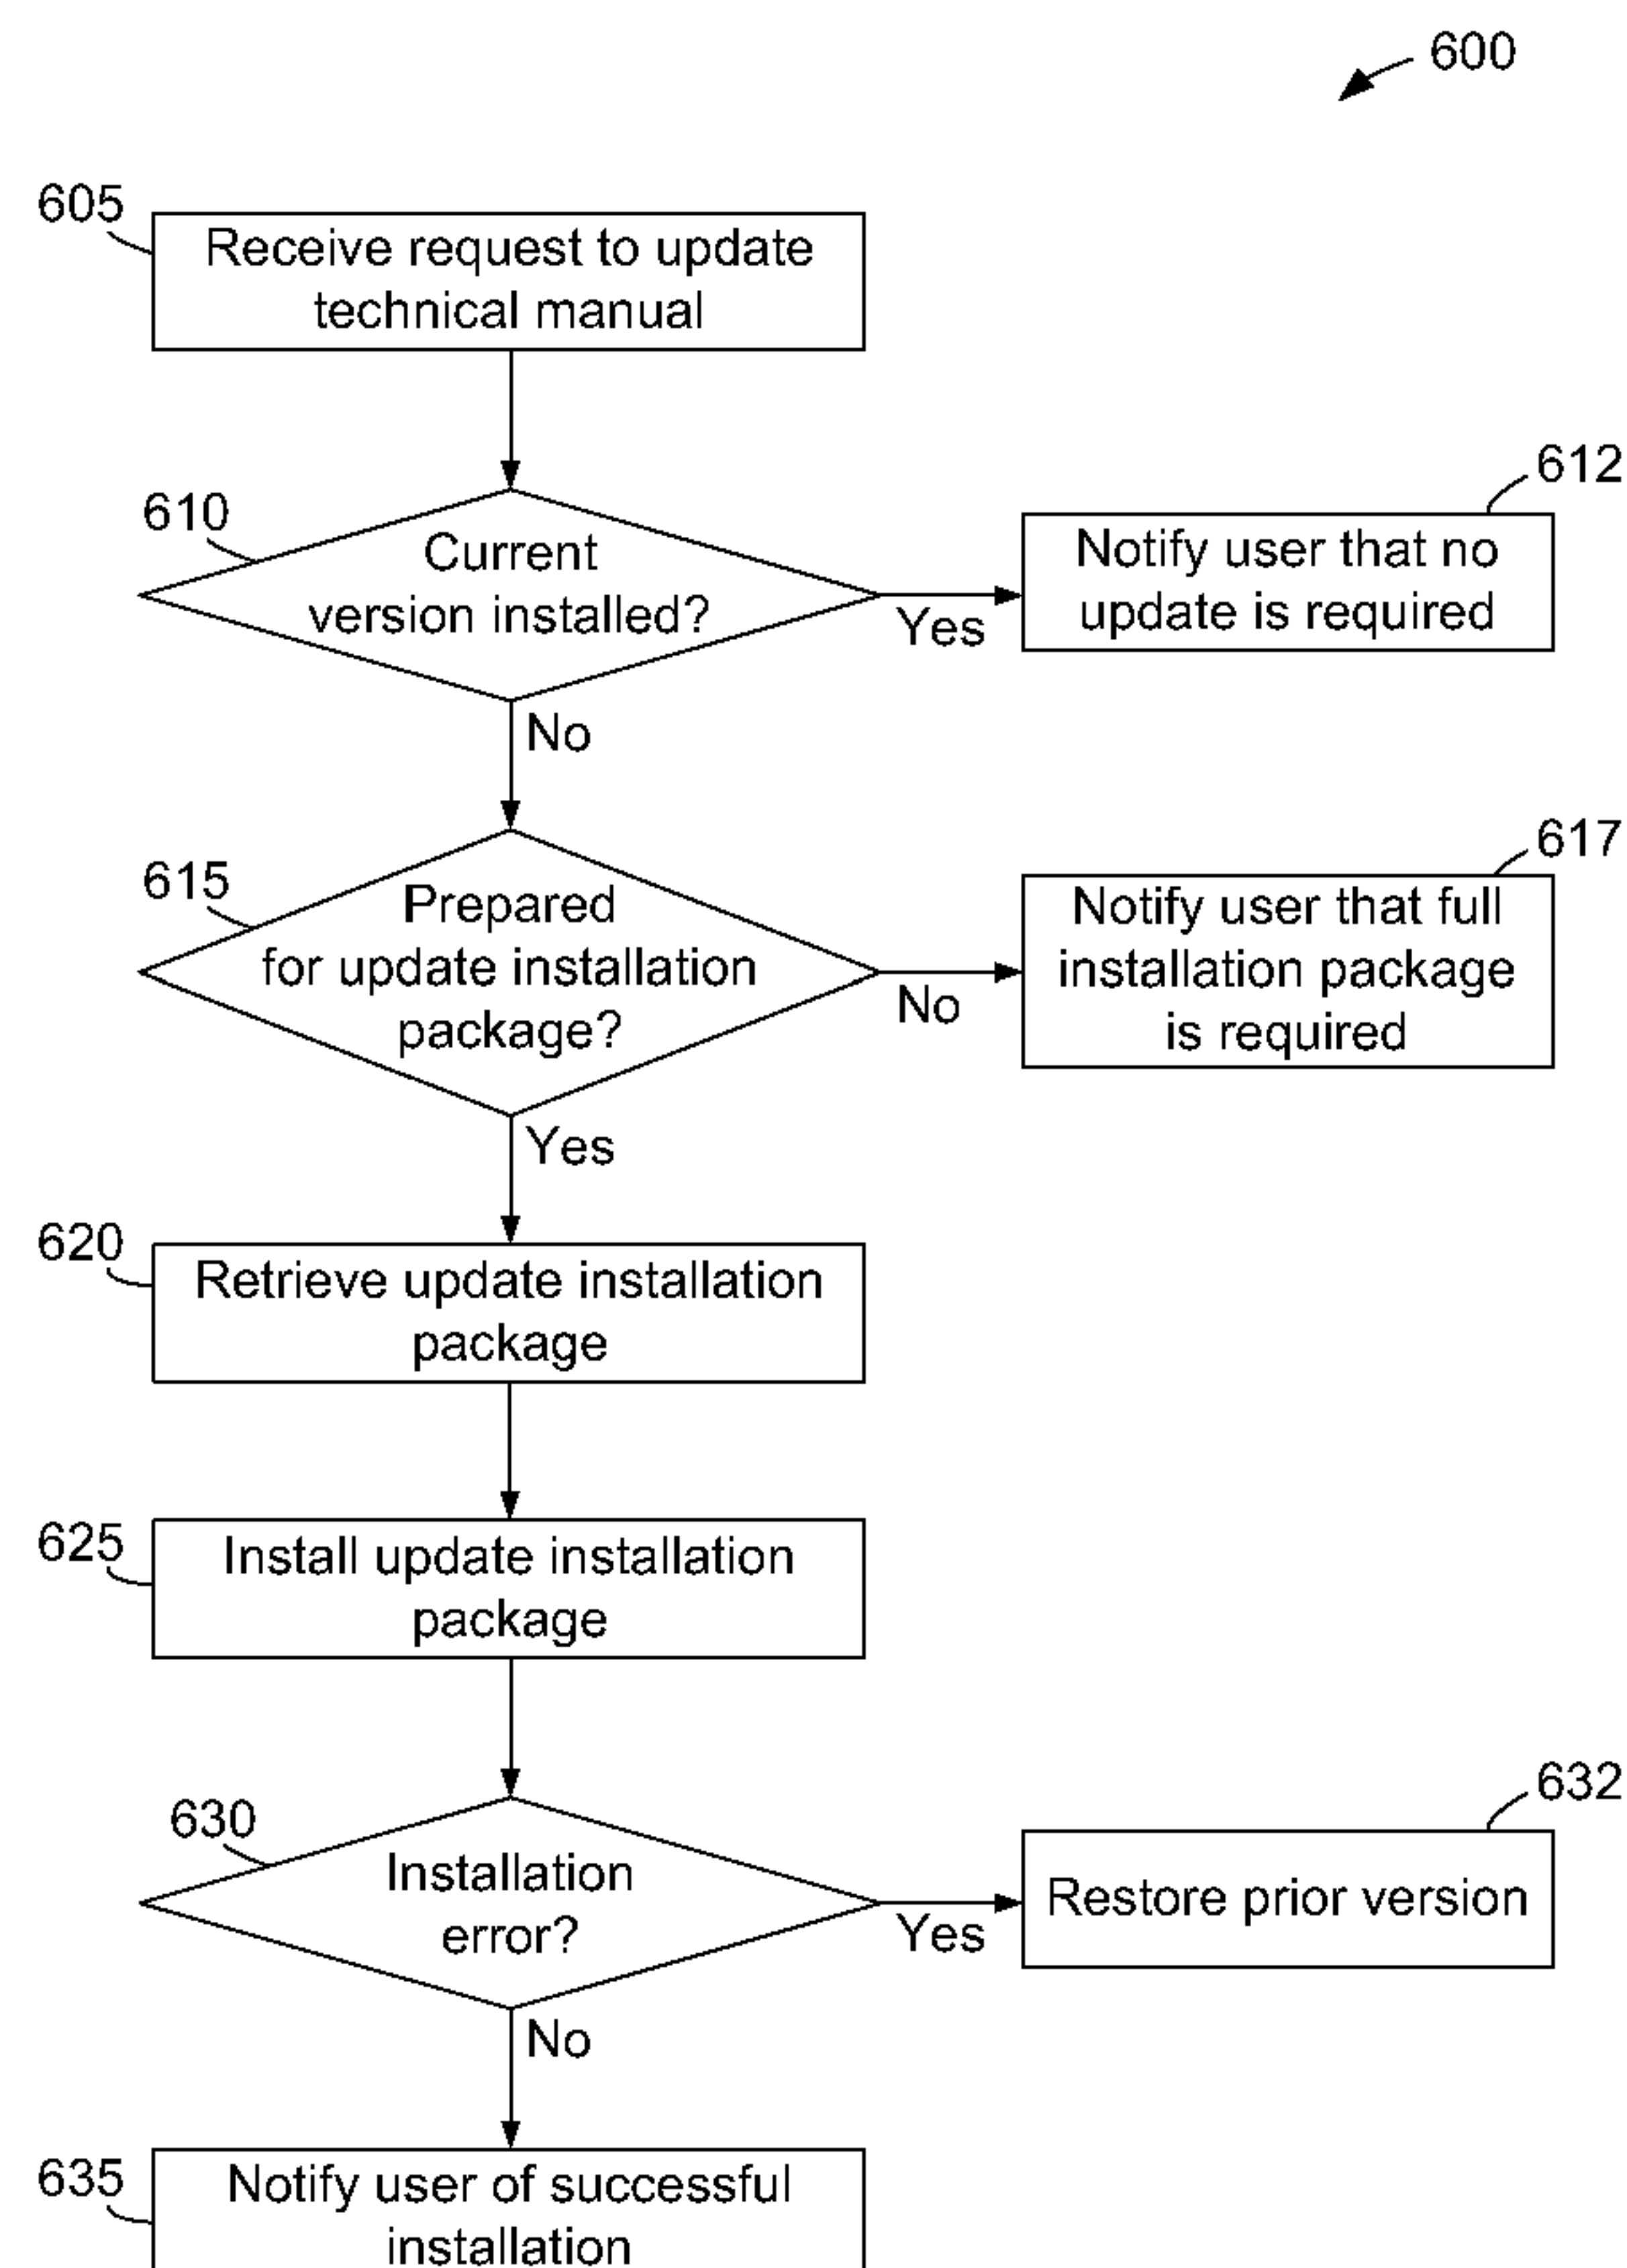 600
605
Receive request to update
technical manual
610
Current
version installed?
Yes
612
Notify user that no
update is required
No
615
Prepared
for update installation
package?
No
617
Notify user that full
installation package
is required
Yes
620
Retrieve update installation
package
625
Install update installation
package
630
Installation
error?
Yes
632
Restore prior version
No
635
Notify user of successful
installation